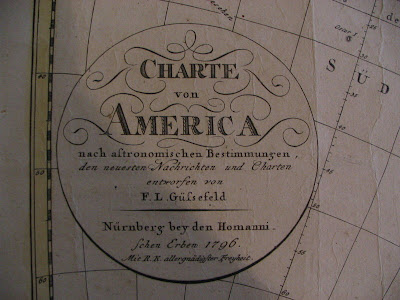 CHARTE
von
AMERICA
nach astronomischen Bestimmungen,
den neuesten Nachrichten und Charten
entworfen von
F. L. Güssefeld
Nürnberg bey den Homanni-
schen Erben 1796.
Mit R. K. allergnädigster Freyheit.
SÜD